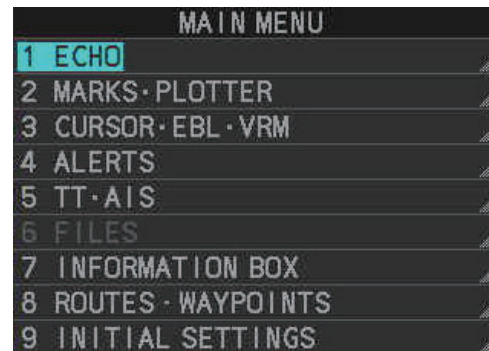 MAIN MENU
1 ECHO
2 MARKS·PLOTTER
3 CURSOR·EBL·VRM
4 ALERTS
5 TT·AIS
6 FILES
7 INFORMATION BOX
8 ROUTES·WAYPOINTS
9 INITIAL SETTINGS